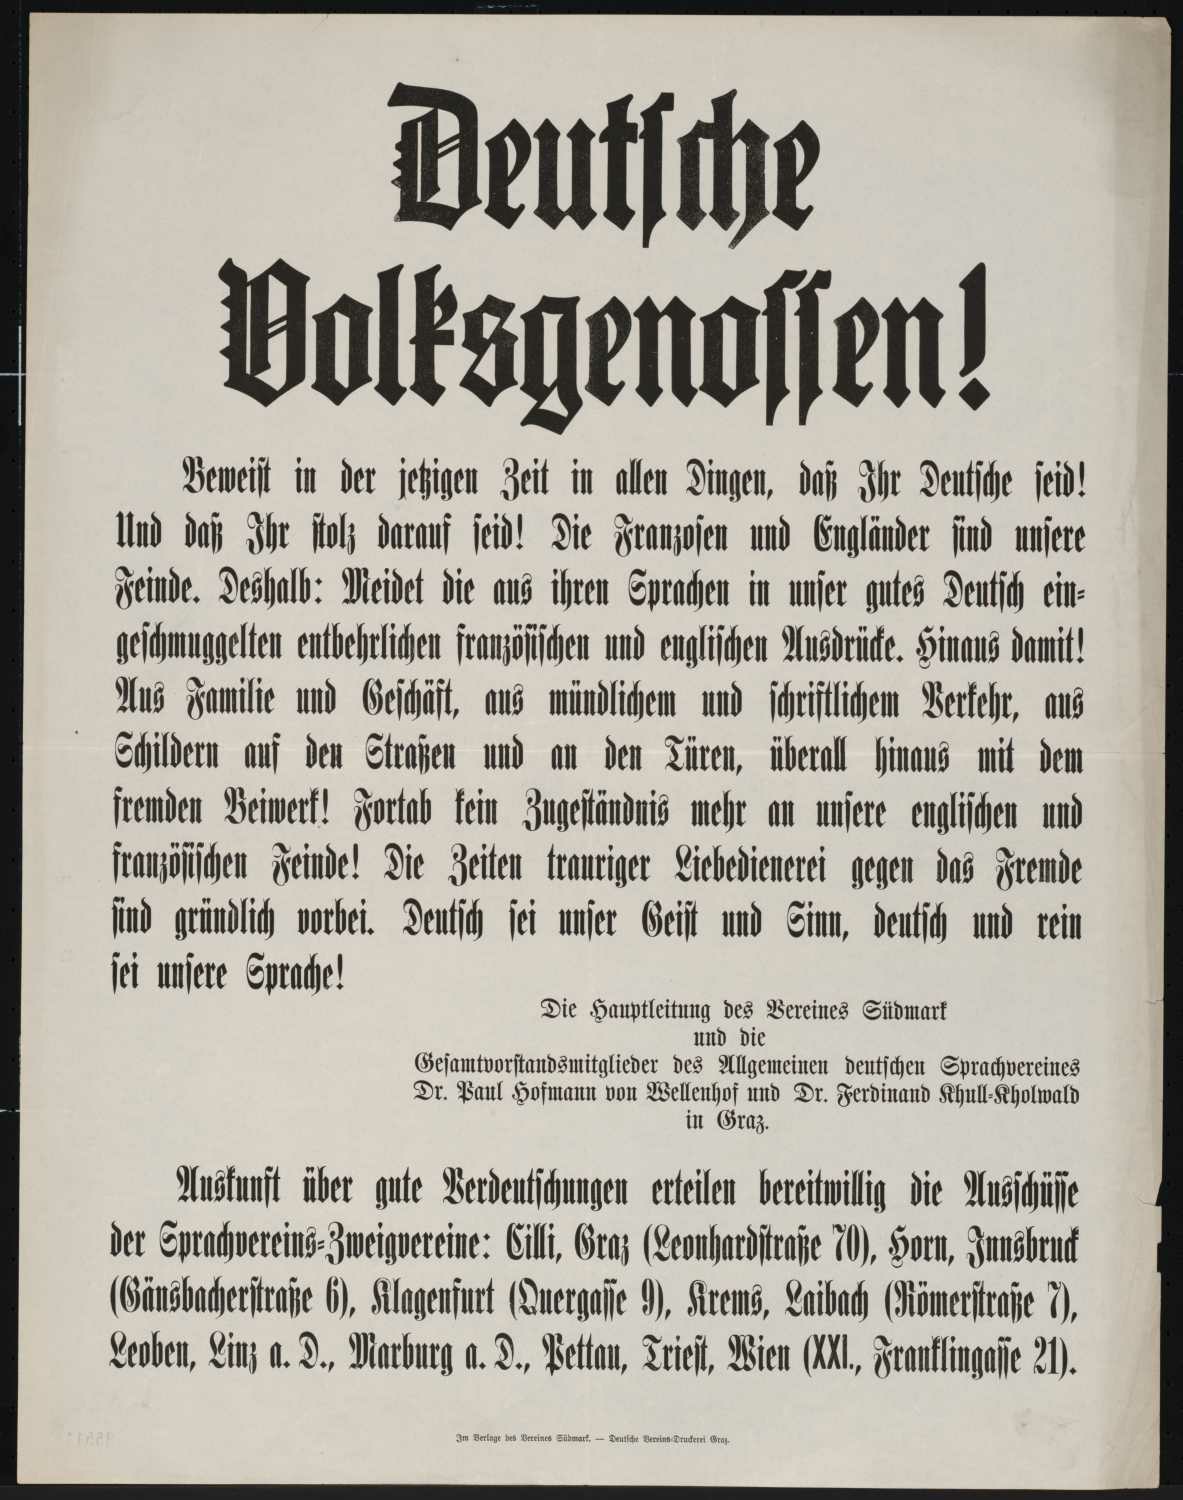 Deutsche
Volksgenossen!
Beweist in der jetzigen Zeit in allen Dingen, daß Ihr Deutsche seid!
Und daß Ihr stolz darauf seid! Die Franzosen und Engländer sind unsere
Feinde. Deshalb: Meidet die aus ihren Sprachen in unser gutes Deutsch ein-
geschmuggelten entbehrlichen französischen und englischen Ausdrücke. Hinaus damit!
Aus Familie und Geschäft, aus mündlichem und schriftlichem Verkehr, aus
Schildern auf den Straßen und an den Türen, überall hinaus mit dem
fremden Beiwerk! Fortab kein Zugeständnis mehr an unsere englischen und
französischen Feinde! Die Zeiten trauriger Liebedienerei gegen das Fremde
sind gründlich vorbei. Deutsch sei unser Geist und Sinn, deutsch und rein
sei unsere Sprache!
Die Hauptleitung des Vereines Südmark
und die
Gesamtvorstandsmitglieder des Allgemeinen deutschen Sprachvereines
Dr. Paul Hofmann von Wellenhof und Dr. Ferdinand Khull-Kholwald
in Graz.
Auskunft über gute Verdeutschungen erteilen bereitwillig die Ausschüsse
der Sprachvereins-Zweigvereine: Cilli, Graz (Leonhardstraße 70), Horn, Innsbruck
(Gänsbacherstraße 6), Klagenfurt (Quergasse 9), Krems, Laibach (Römerstraße 7),
Leoben, Linz a. D., Marburg a. D., Pettau, Triest, Wien (XXI., Franklingasse 21).
Im Verlage des Vereines Südmark. — Deutsche Vereins-Druckerei Graz.